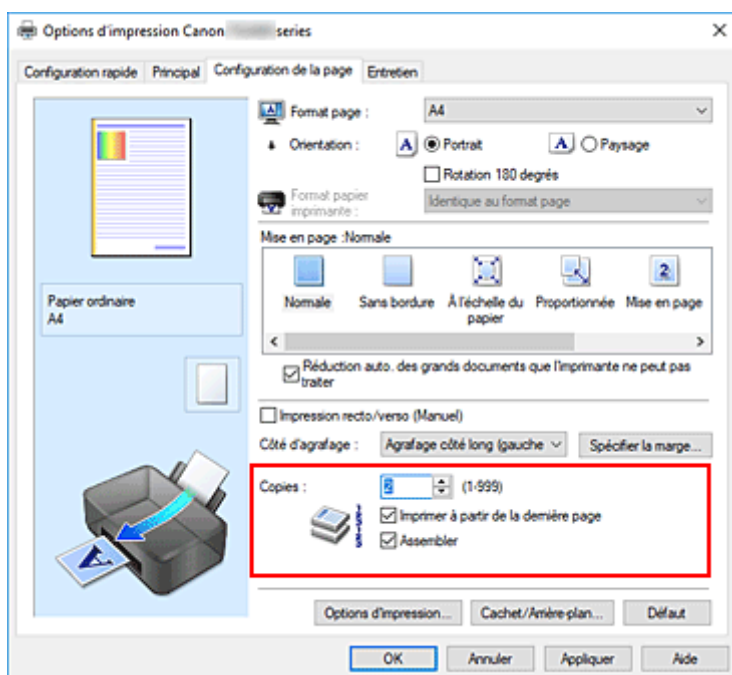 Options d'impression Canon series
Configuration rapide Principal Configuration de la page Entretien
Format page : A4
Orientation : A Portrait A Paysage
Rotation 180 degrés
Format papier
imprimante : Identique au format page
Mise en page :Normale
2
Normale Sans bordure À l'échelle du Proportionnée Mise en page
papier
Papier ordinaire
A4
Réduction auto. des grands documents que l'imprimante ne peut pas
traiter
Impression recto/verso (Manuel)
Côté d'agrafage : Agrafage côté long (gauche Spécifier la marge...
Copies : 2 (1-999)
Imprimer à partir de la dernière page
Assembler
A
Options d'impression... Cachet/Arrière-plan... Défaut
OK Annuler Appliquer Aide